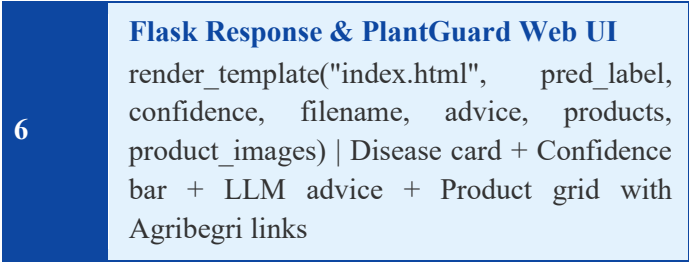 Flask Response & PlantGuard Web UI
render_template("index.html", pred_label,
confidence, filename, advice, products,
6
product_images) | Disease card + Confidence
bar + LLM advice + Product grid with
Agribegri links